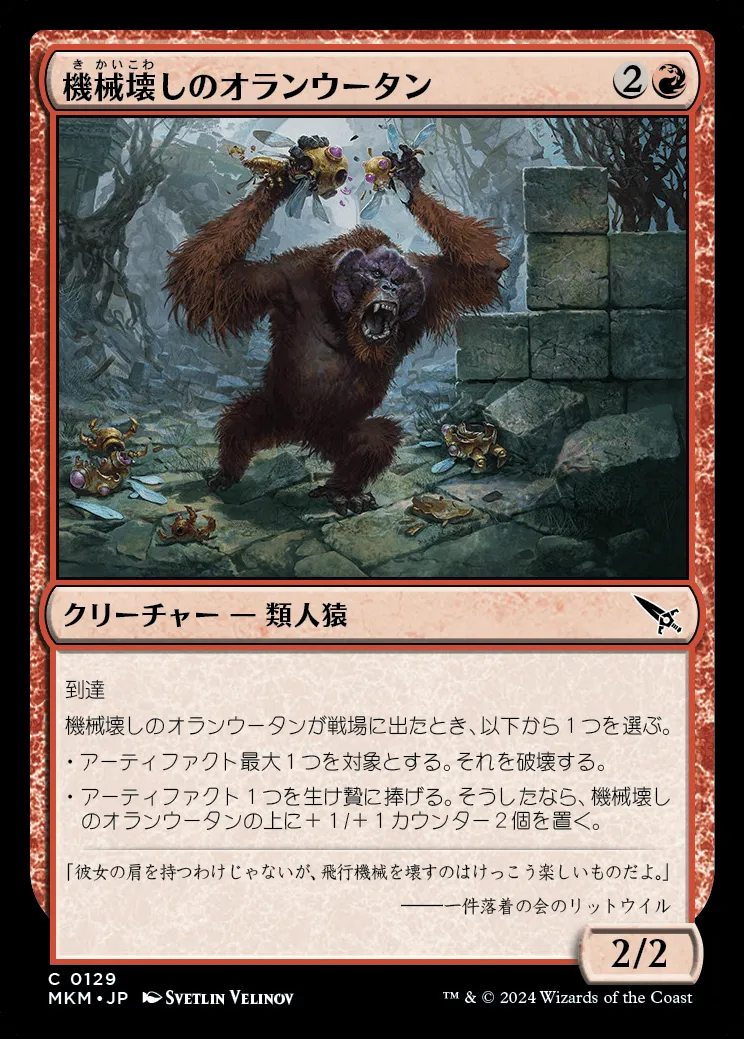 きかいこわ
機械壊しのオランウータン 2
クリーチャー — 類人猿
到達
機械壊しのオランウータンが戦場に出たとき、以下から１つを選ぶ。
・アーティファクト最大１つを対象とする。それを破壊する。
・アーティファクト１つを生け贄に捧げる。そうしたなら、機械壊し
のオランウータンの上に＋１/＋１カウンター２個を置く。
「彼女の肩を持つわけじゃないが、飛行機械を壊すのはけっこう楽しいものだよ。」
――一件落着の会のリットウイル
2/2
C 0129
MKM • JP Svetlin Velinov
™ & © 2024 Wizards of the Coast